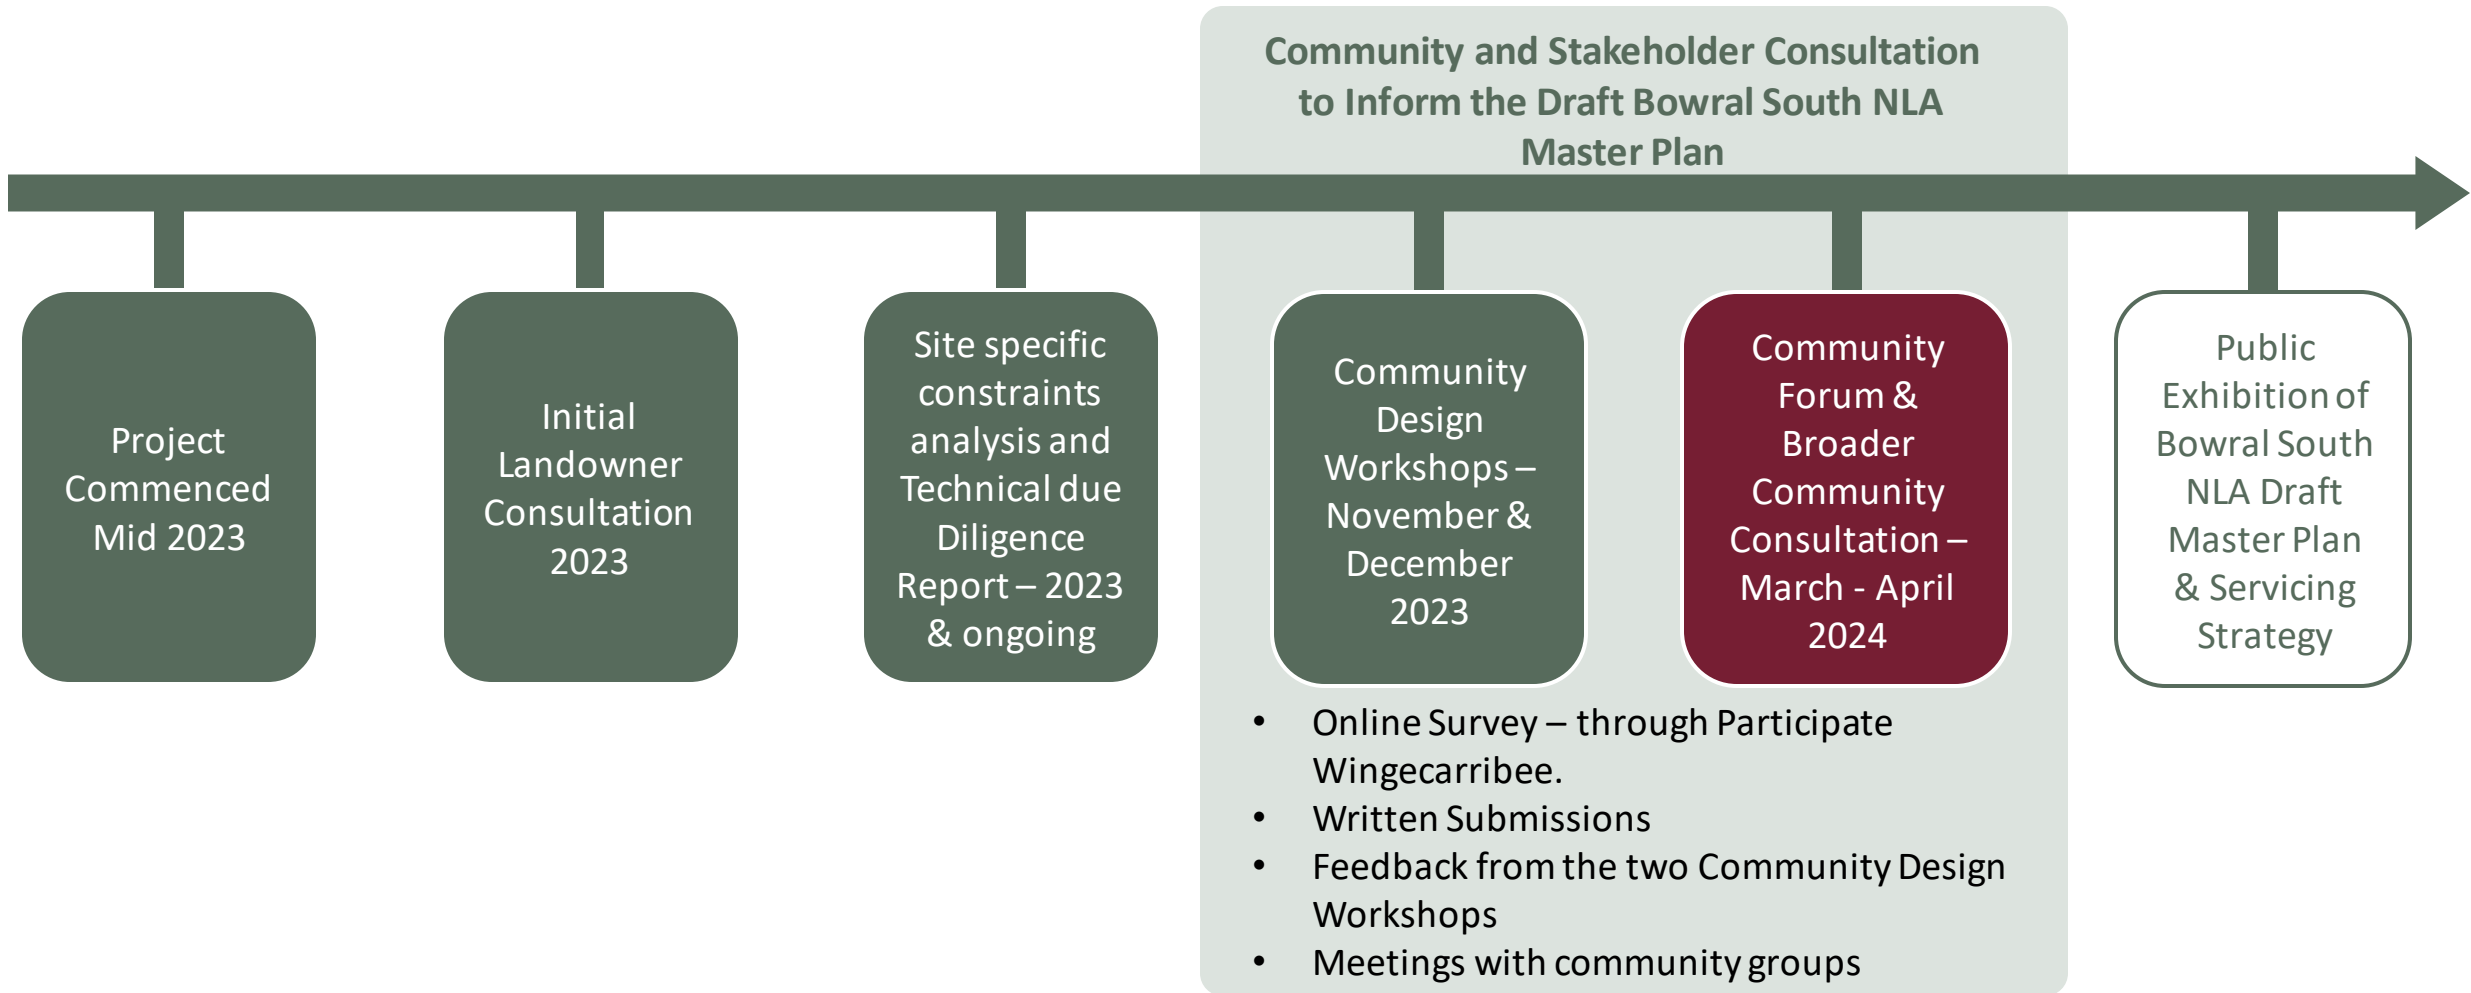 Community and Stakeholder Consultation
to Inform the Draft Bowral South NLA
Master Plan
Project
Commenced
Mid 2023
Initial
Landowner
Consultation
2023
Site specific
constraints
analysis and
Technical due
Diligence
Report – 2023
& ongoing
Community
Design
Workshops –
November &
December
2023
Community
Forum &
Broader
Community
Consultation –
March - April
2024
Public
Exhibition of
Bowral South
NLA Draft
Master Plan
& Servicing
Strategy
• Online Survey – through Participate
Wingecarribee.
• Written Submissions
• Feedback from the two Community Design
Workshops
• Meetings with community groups